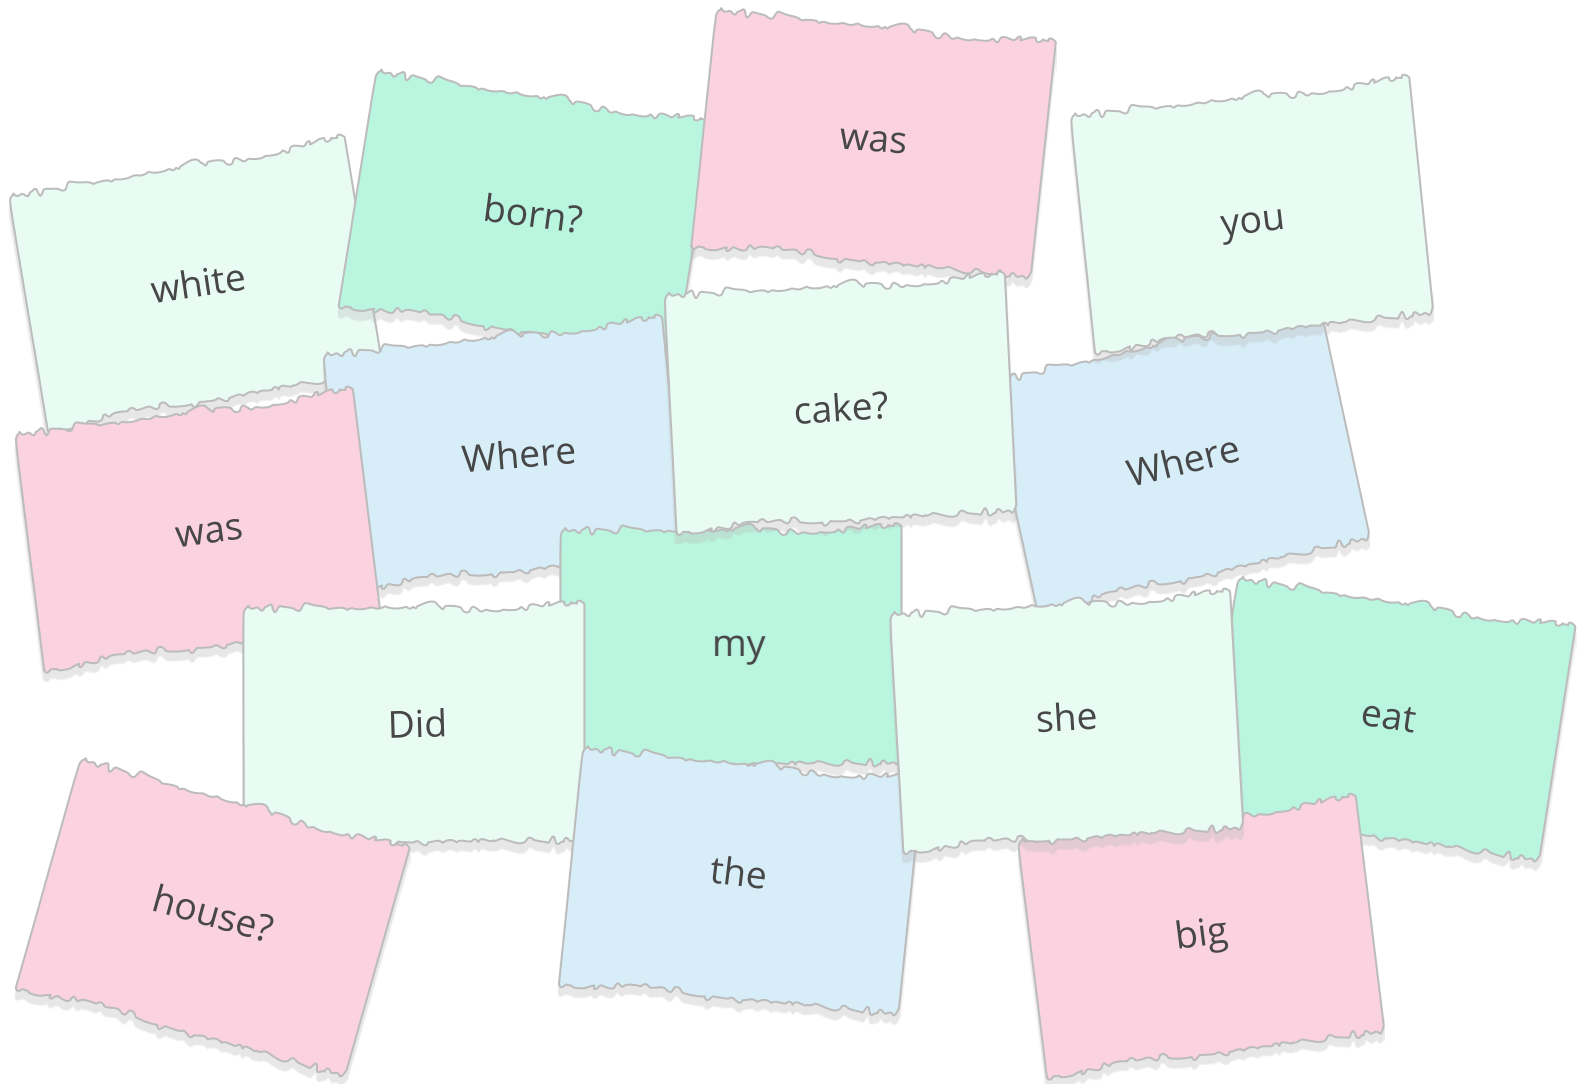 was
born?
you
white
cake?
Where
Where
was
my
she
eat
Did
the
house?
big